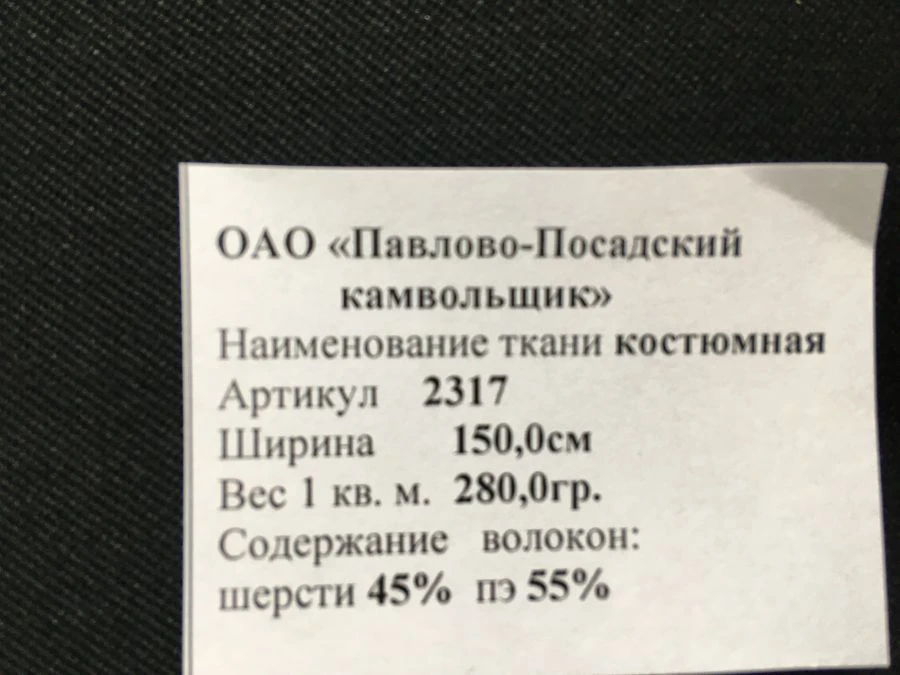 ОАО «Павлово-Посадский
камвольщик»
Наименование ткани костюмная
Артикул 2317
Ширина 150,0см
Вес 1 кв. м. 280,0гр.
Содержание волокон:
шерсти 45% пэ 55%